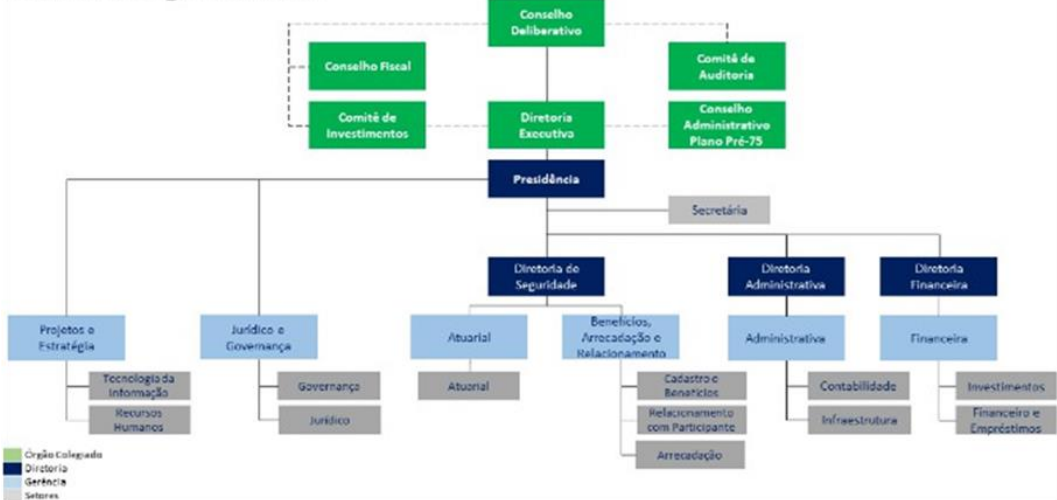 Conselho
Deliberativo
Conselho Fiscal
Comitê de
Auditoria
Comitê de
Investimentos
Diretoria
Executiva
Conselho
Administrativo
Plano Pré-75
Presidência
Secretária
Diretoria de
Seguridade
Diretoria
Administrativa
Diretoria
Financeira
Projetos e
Estratégia
Jurídico e
Governança
Atuarial
Benefícios,
Arrecadação e
Relacionamento
Administrativa
Financeira
Tecnologia da
Informação
Recursos
Humanos
Governança
Jurídico
Atuarial
Cadastro e
Benefícios
Relacionamento
com Participante
Arrecadação
Contabilidade
Infraestrutura
Investimentos
Financeiro e
Empréstimos
Órgão Colegiado
Diretoria
Gerência
Setores